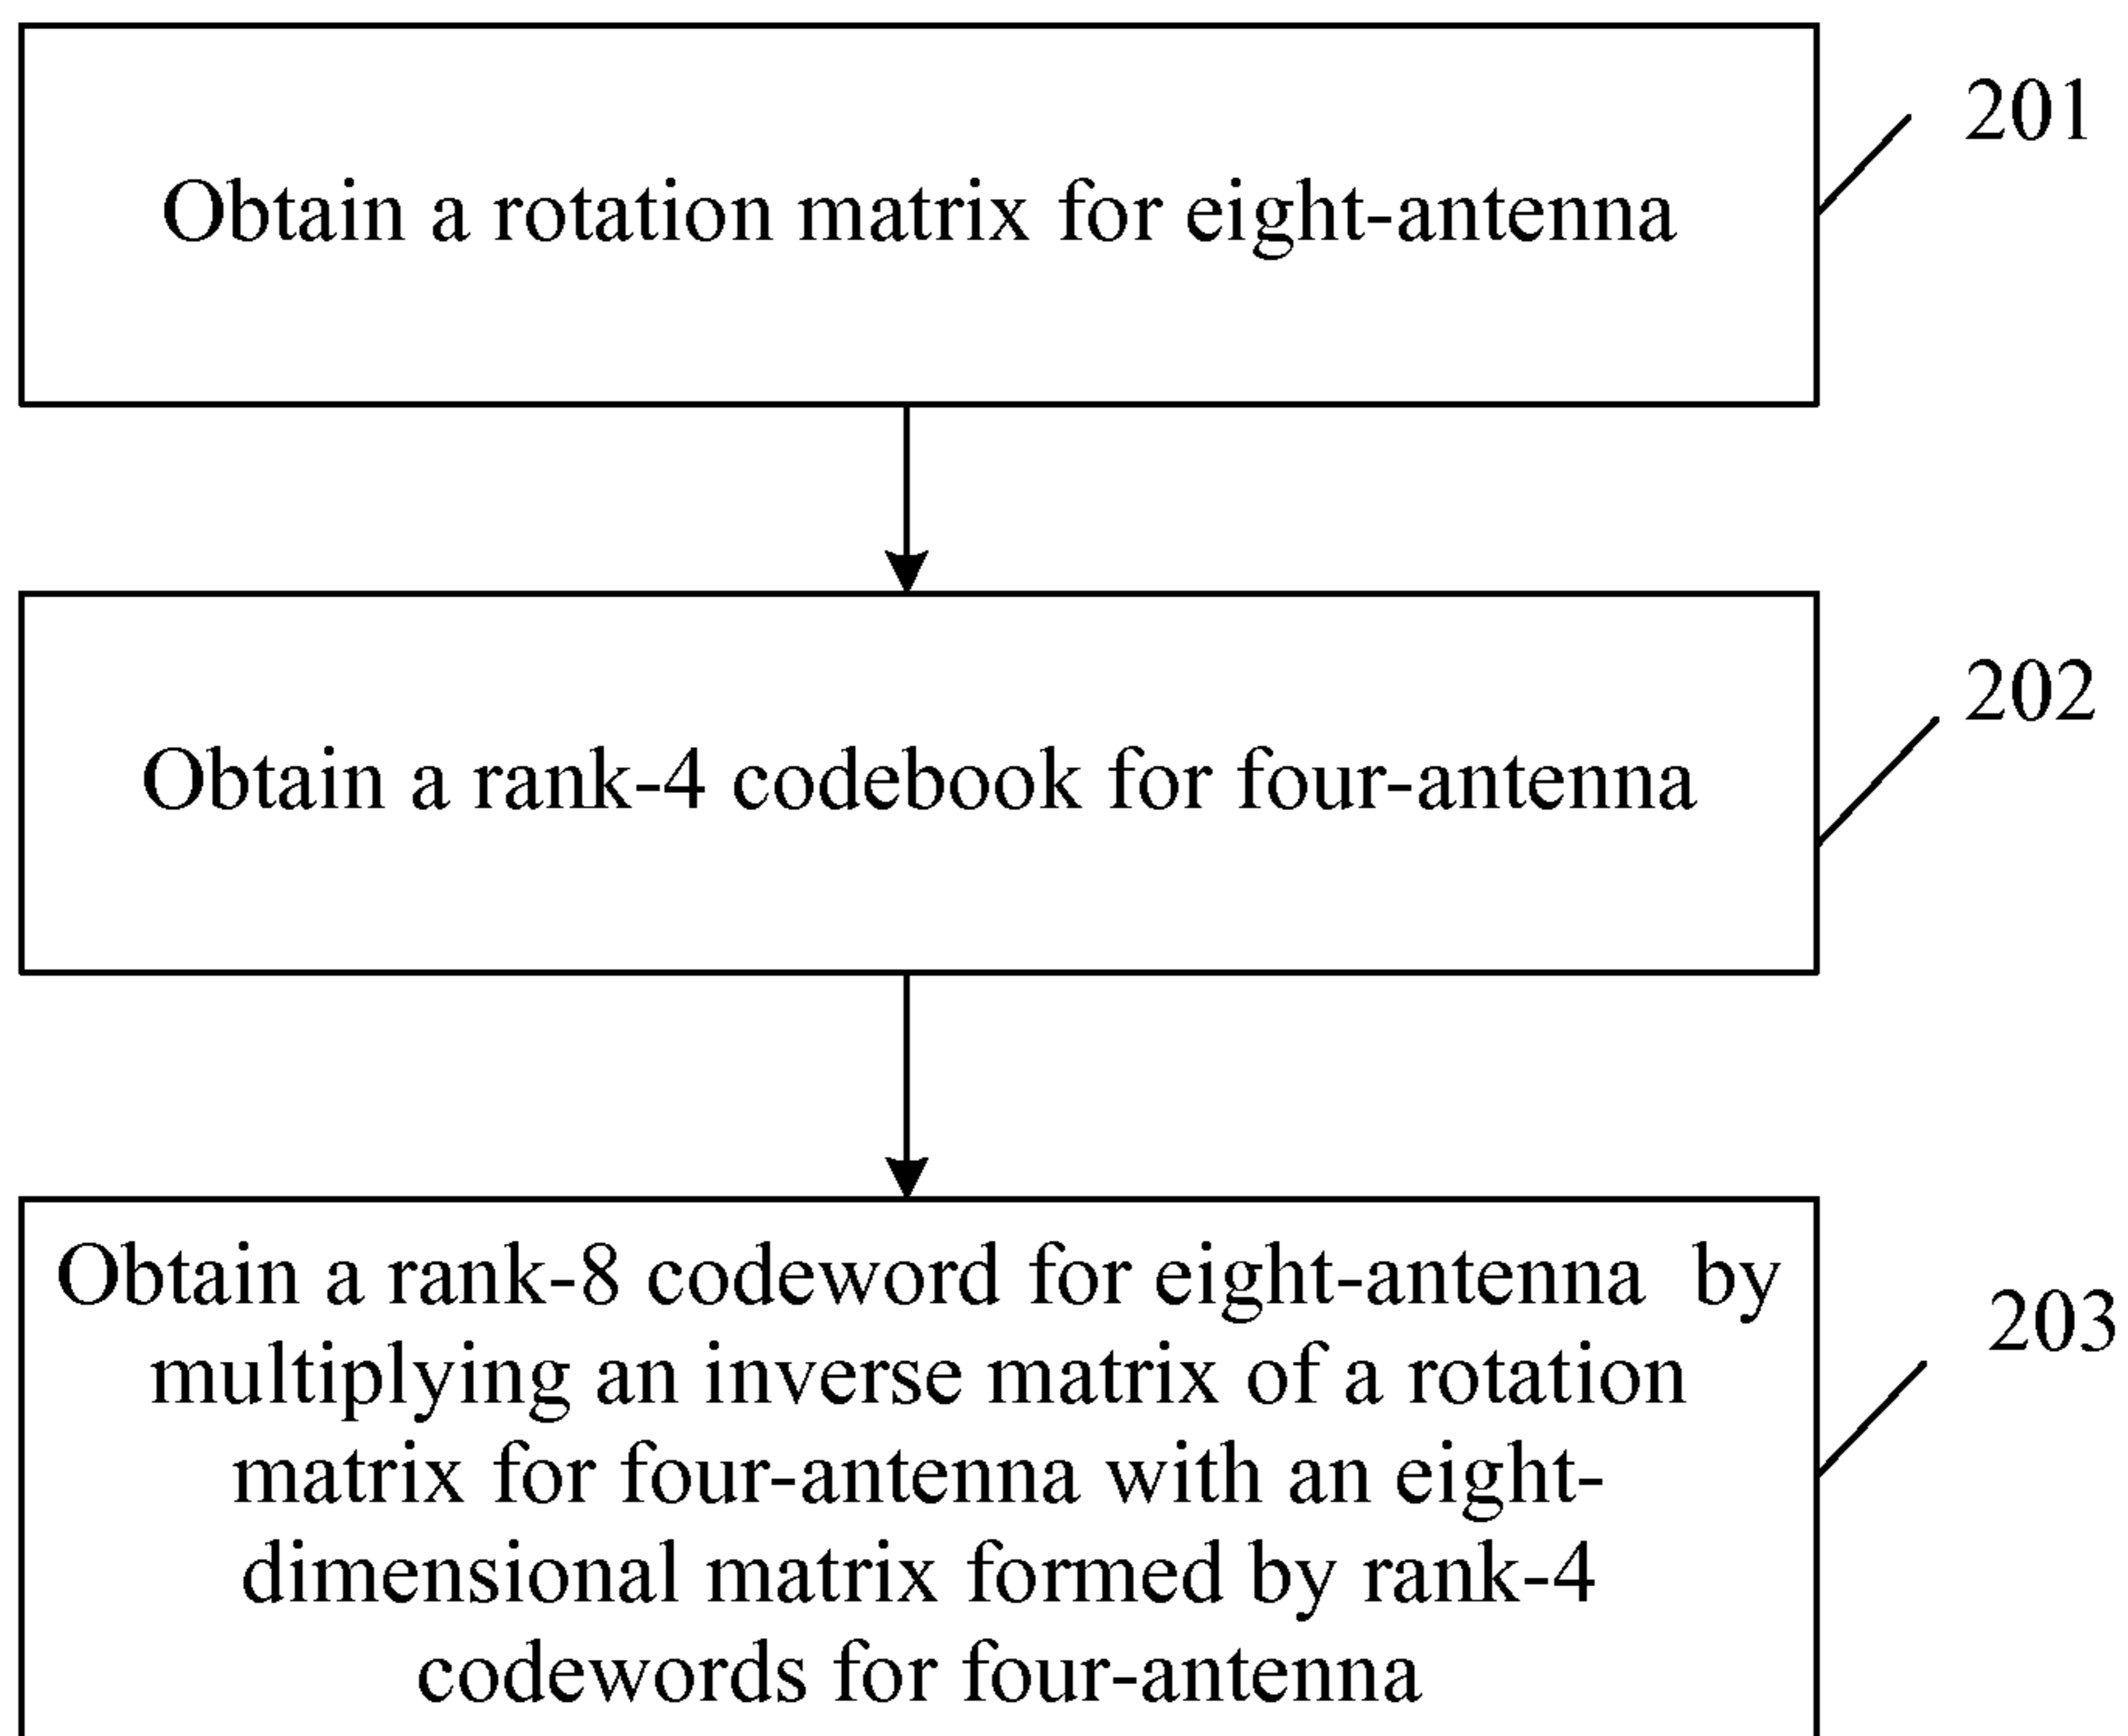 201
Obtain a rotation matrix for eight-antenna
202
Obtain a rank-4 codebook for four-antenna
203
Obtain a rank-8 codeword for eight-antenna by
multiplying an inverse matrix of a rotation
matrix for four-antenna with an eight-
dimensional matrix formed by rank-4
codewords for four-antenna